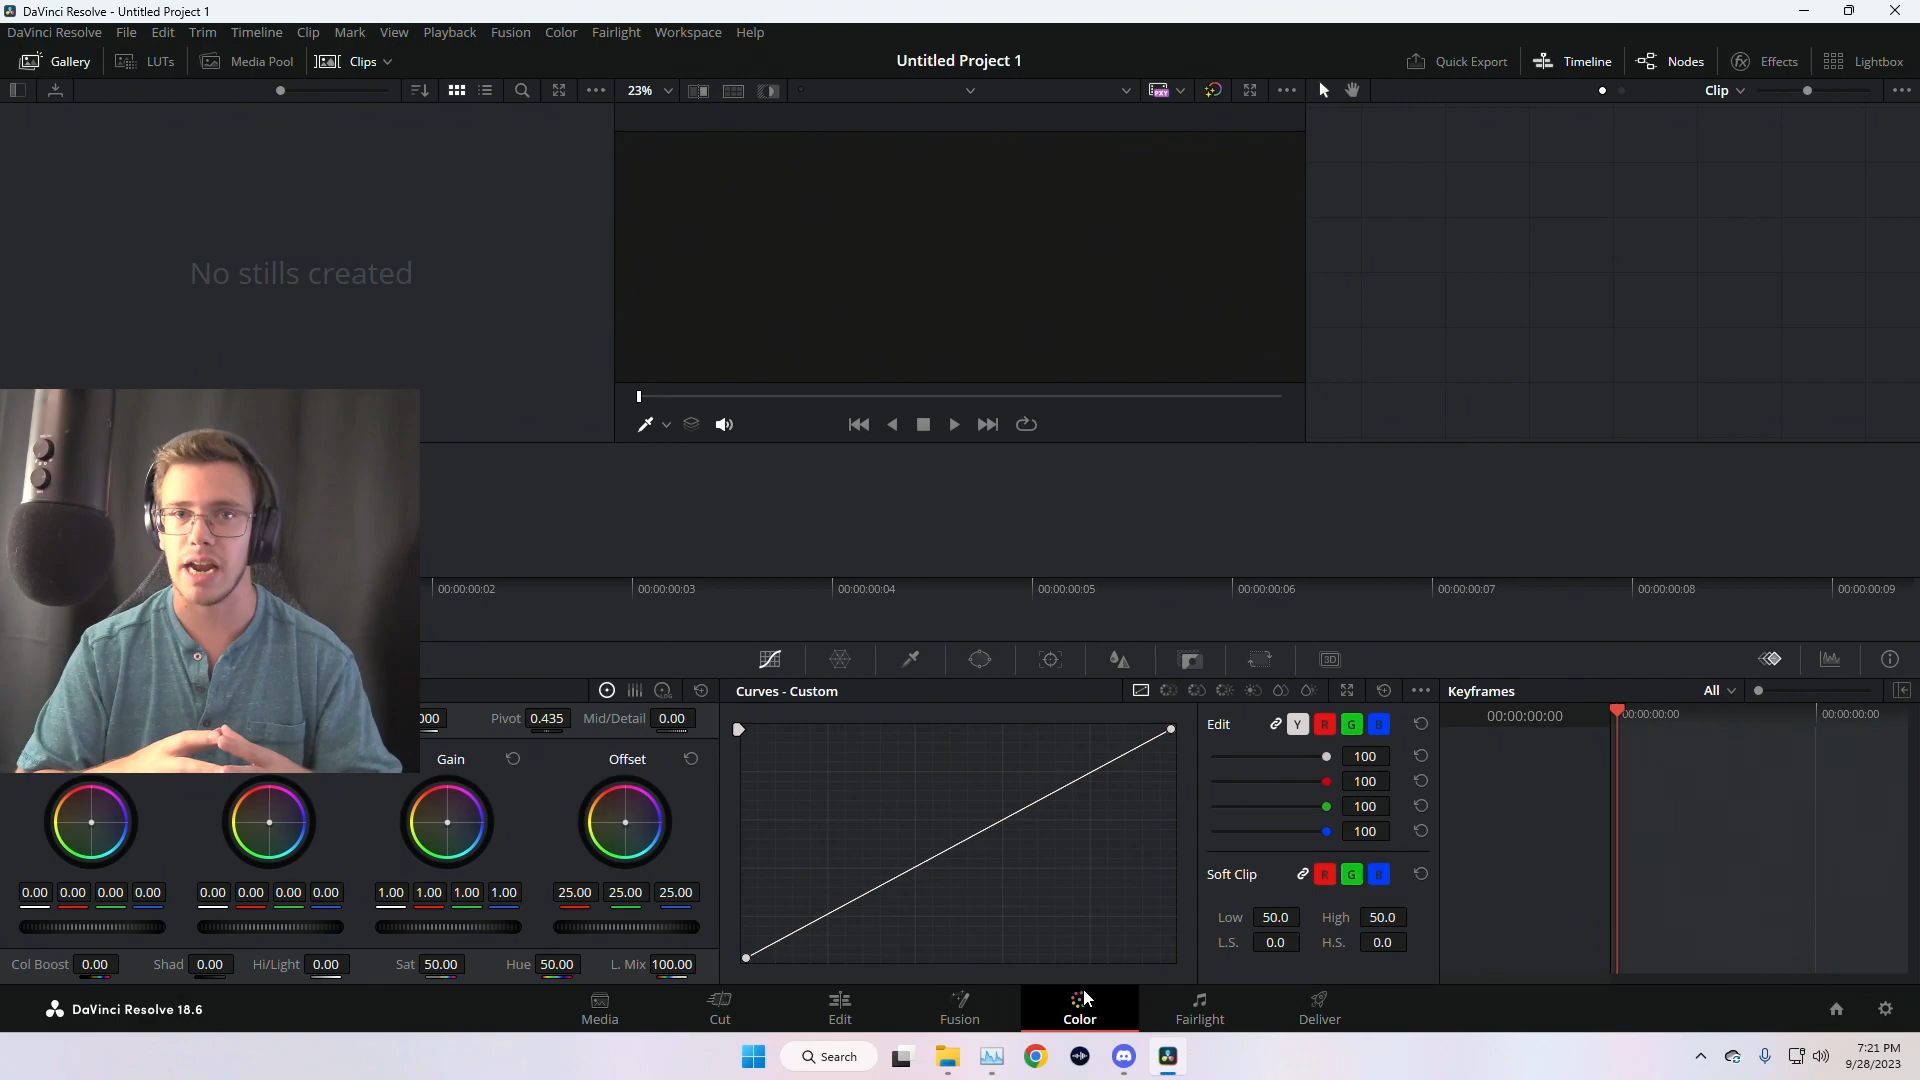 DaVinci Resolve - Untitled Project 1
DaVinci Resolve File Edit Trim Timeline Clip Mark View Playback Fusion Color Fairlight Workspace Help
Gallery LUTs Media Pool Clips Untitled Project 1 Quick Export Timeline Nodes Effects Lightbox
23% PXY Clip
No stills created
00:00:00:02 00:00:00:03 00:00:00:04 00:00:00:05 00:00:00:06 00:00:00:07 00:00:00:08 00:00:00:09
3D
LOG Curves - Custom Keyframes All
000 Pivot 0.435 Mid/Detail 0.00 Edit Y R G B 00:00:00:00 00:00:00:00 00:00:00:00
Gain Offset 100
100
100
100
Soft Clip R G B
0.00 0.00 0.00 0.00 0.00 0.00 0.00 0.00 1.00 1.00 1.00 1.00 25.00 25.00 25.00
Low 50.0 High 50.0
L.S. 0.0 H.S. 0.0
Col Boost 0.00 Shad 0.00 Hi/Light 0.00 Sat 50.00 Hue 50.00 L. Mix 100.00
DaVinci Resolve 18.6 Media Cut Edit Fusion Color Fairlight Deliver
Search
7:21 PM
9/28/2023